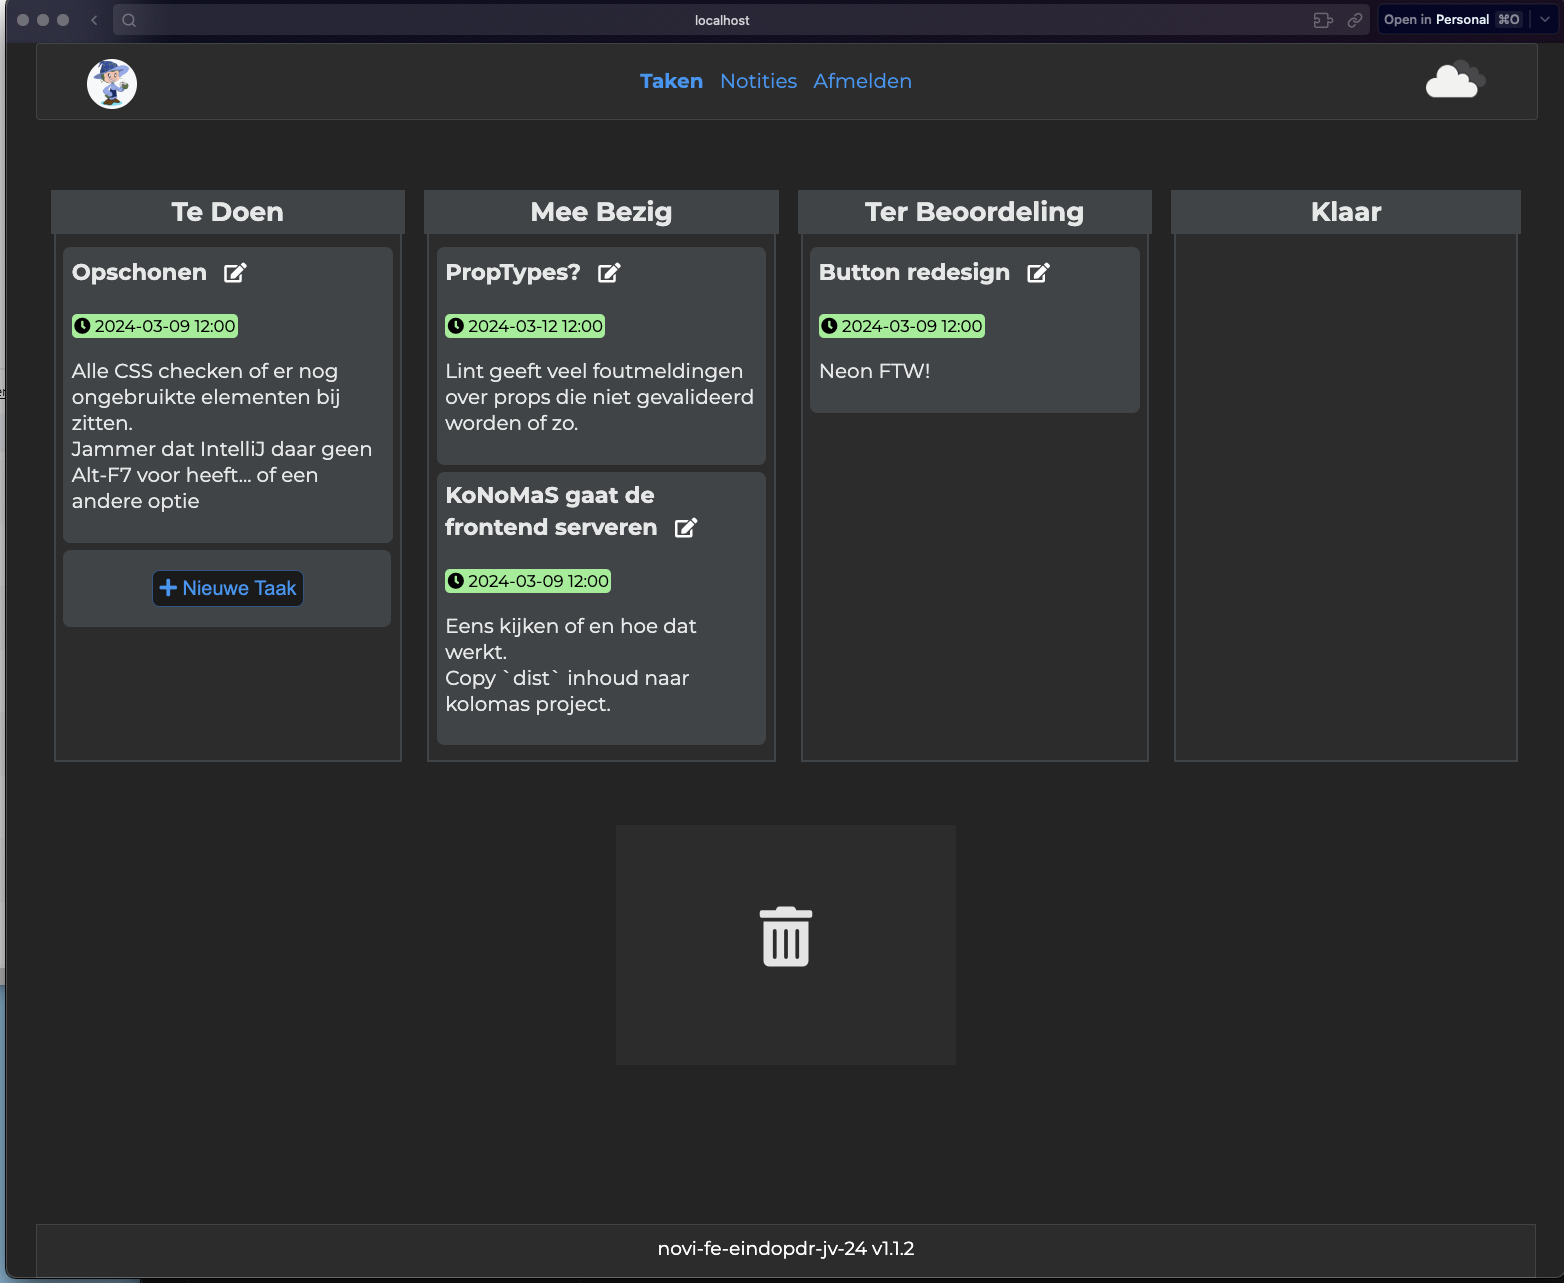 localhost
Open in Personal ⌘O
Taken Notities Afmelden
Te Doen
Opschonen
2024-03-09 12:00
Alle CSS checken of er nog
ongebruikte elementen bij
zitten.
Jammer dat IntelliJ daar geen
Alt-F7 voor heeft... of een
andere optie
+ Nieuwe Taak
Mee Bezig
PropTypes?
2024-03-12 12:00
Lint geeft veel foutmeldingen
over props die niet gevalideerd
worden of zo.
KoNoMaS gaat de
frontend serveren
2024-03-09 12:00
Eens kijken of en hoe dat
werkt.
Copy `dist` inhoud naar
kolomas project.
Ter Beoordeling
Button redesign
2024-03-09 12:00
Neon FTW!
Klaar
novi-fe-eindopdr-jv-24 v1.1.2